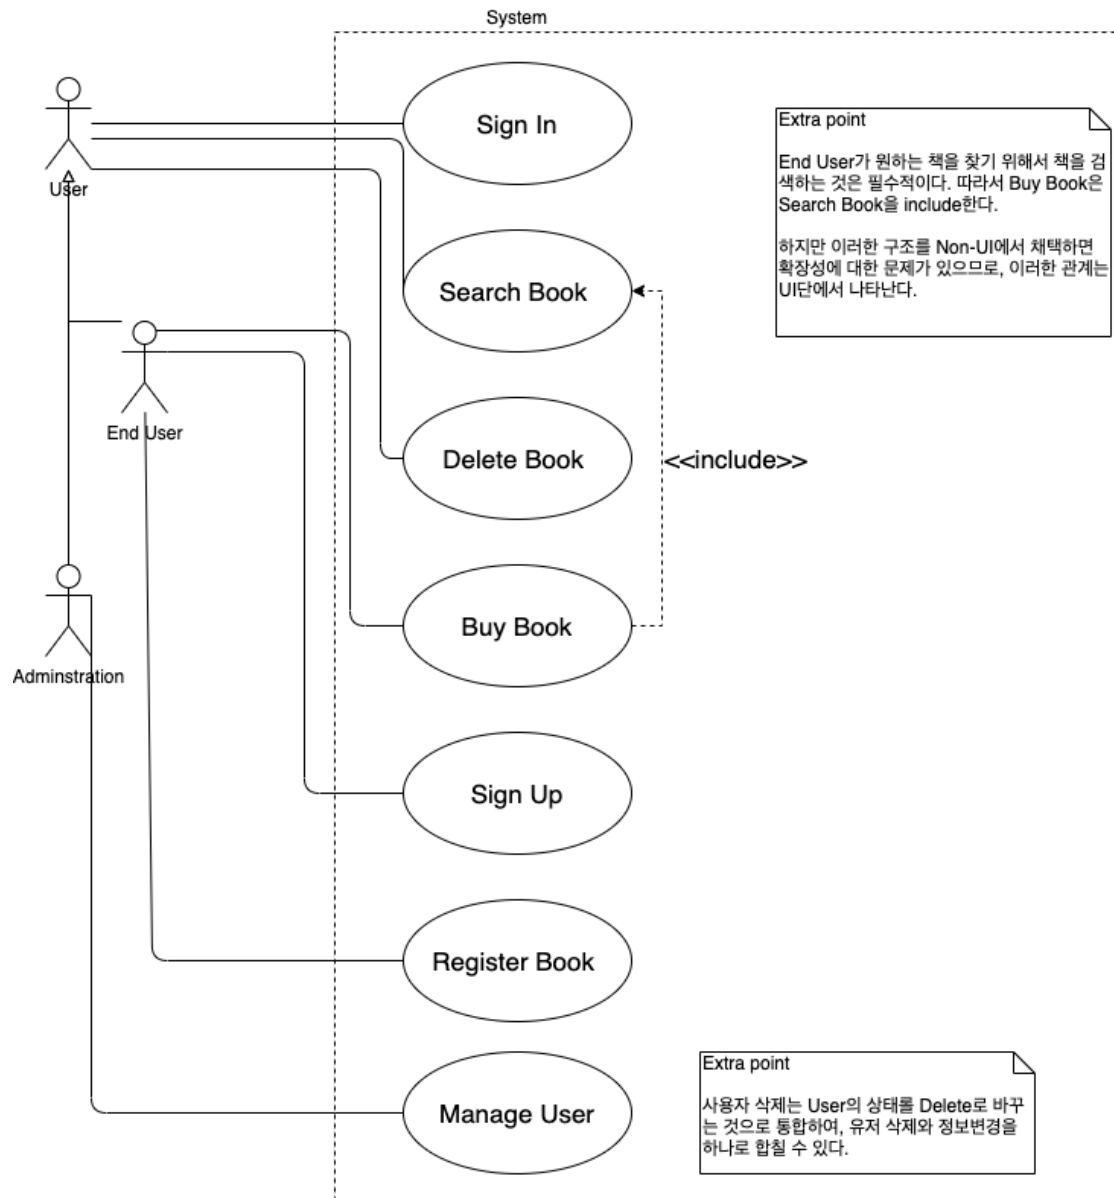 System
Sign In
User
Extra point
End User가 원하는 책을 찾기 위해서 책을 검
색하는 것은 필수적이다. 따라서 Buy Book은
Search Book을 include한다.
하지만 이러한 구조를 Non-UI에서 채택하면
확장성에 대한 문제가 있으므로, 이러한 관계는
UI단에서 나타난다.
Search Book
End User
Delete Book
<<include>>
Buy Book
Adminstration
Sign Up
Register Book
Manage User
Extra point
사용자 삭제는 User의 상태롤 Delete로 바꾸
는 것으로 통합하여, 유저 삭제와 정보변경을
하나로 합칠 수 있다.